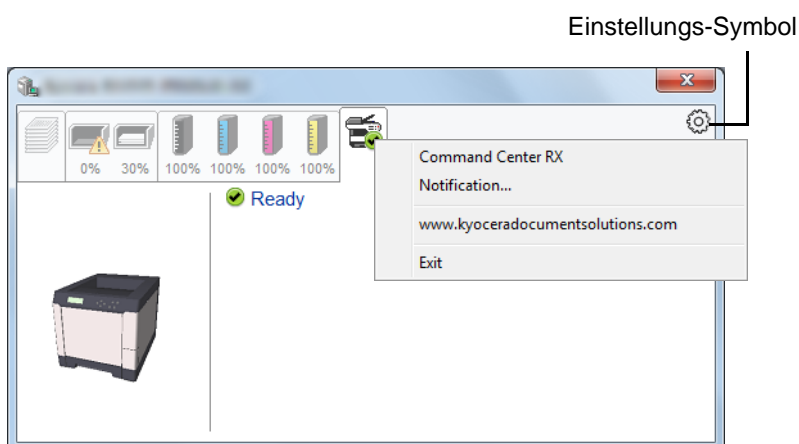 Einstellungs-Symbol
0% 30% 100% 100% 100% 100%
Command Center RX
Notification...
Ready
www.kyoceradocumentsolutions.com
Exit